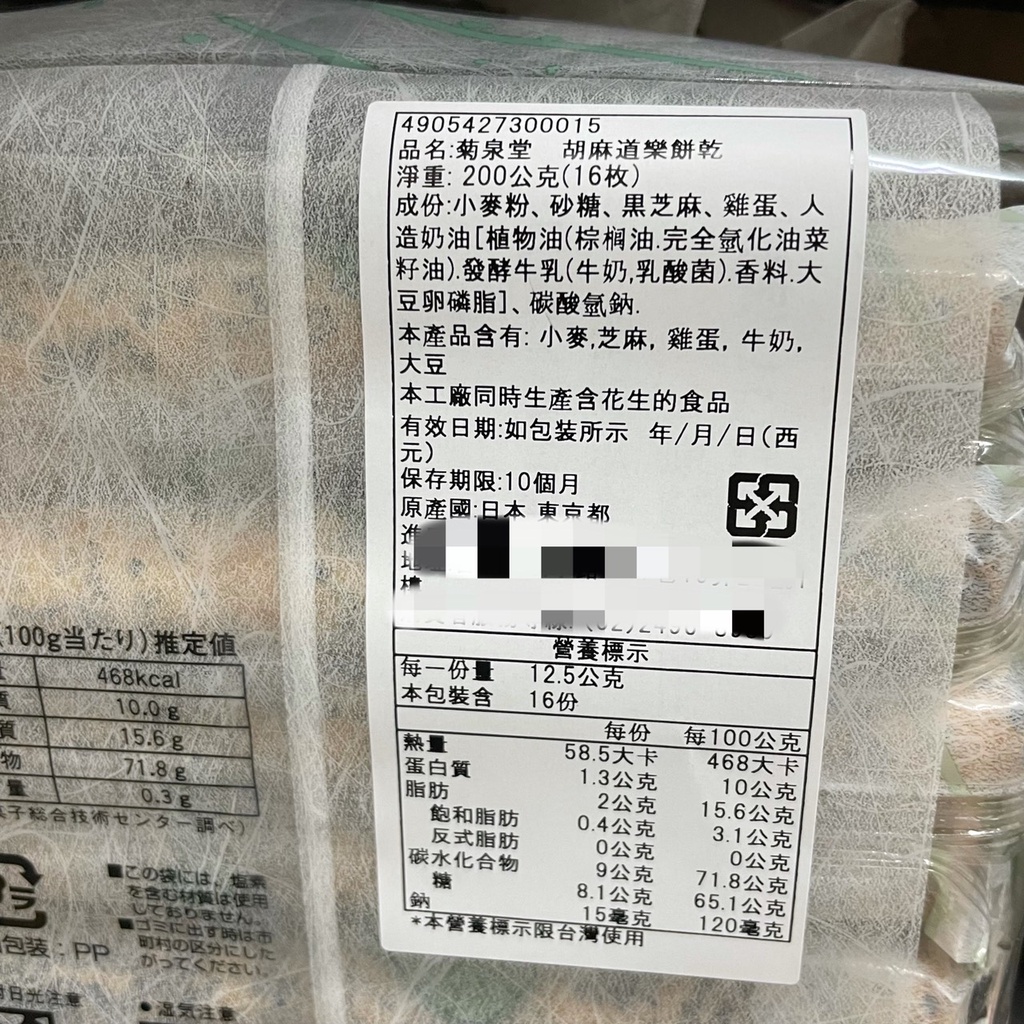 4905427300015
品名:菊泉堂 胡麻道樂餅乾
淨重: 200公克(16枚)
成份:小麥粉、砂糖、黑芝麻、雞蛋、人
造奶油[植物油(棕櫚油.完全氫化油菜
籽油).發酵牛乳(牛奶,乳酸菌).香料.大
豆卵磷脂]、碳酸氫鈉.
本產品含有: 小麥,芝麻, 雞蛋, 牛奶,
大豆
本工廠同時生產含花生的食品
有效日期:如包裝所示 年/月/日(西
元)
保存期限:10個月
原產國:日本 東京都
進
地
營養標示
每一份量 12.5公克
本包裝含 16份
每份 每100公克
熱量 58.5大卡 468大卡
蛋白質 1.3公克 10公克
脂肪 2公克 15.6公克
飽和脂肪 0.4公克 3.1公克
反式脂肪 0公克 0公克
碳水化合物 9公克 71.8公克
糖 8.1公克 65.1公克
鈉 15毫克 120毫克
*本營養標示限台灣使用
(100g当たり)推定値
468kcal
質 10.0g
質 15.6g
物 71.8g
量 0.3g
子総合技術センター調べ)
■この袋には、塩素
を含む材質は使用
しておりません。
■ゴミに出す時は市
町村の区分にした
がってください。
プラ
包装:PP
日光注意
●湿気注意